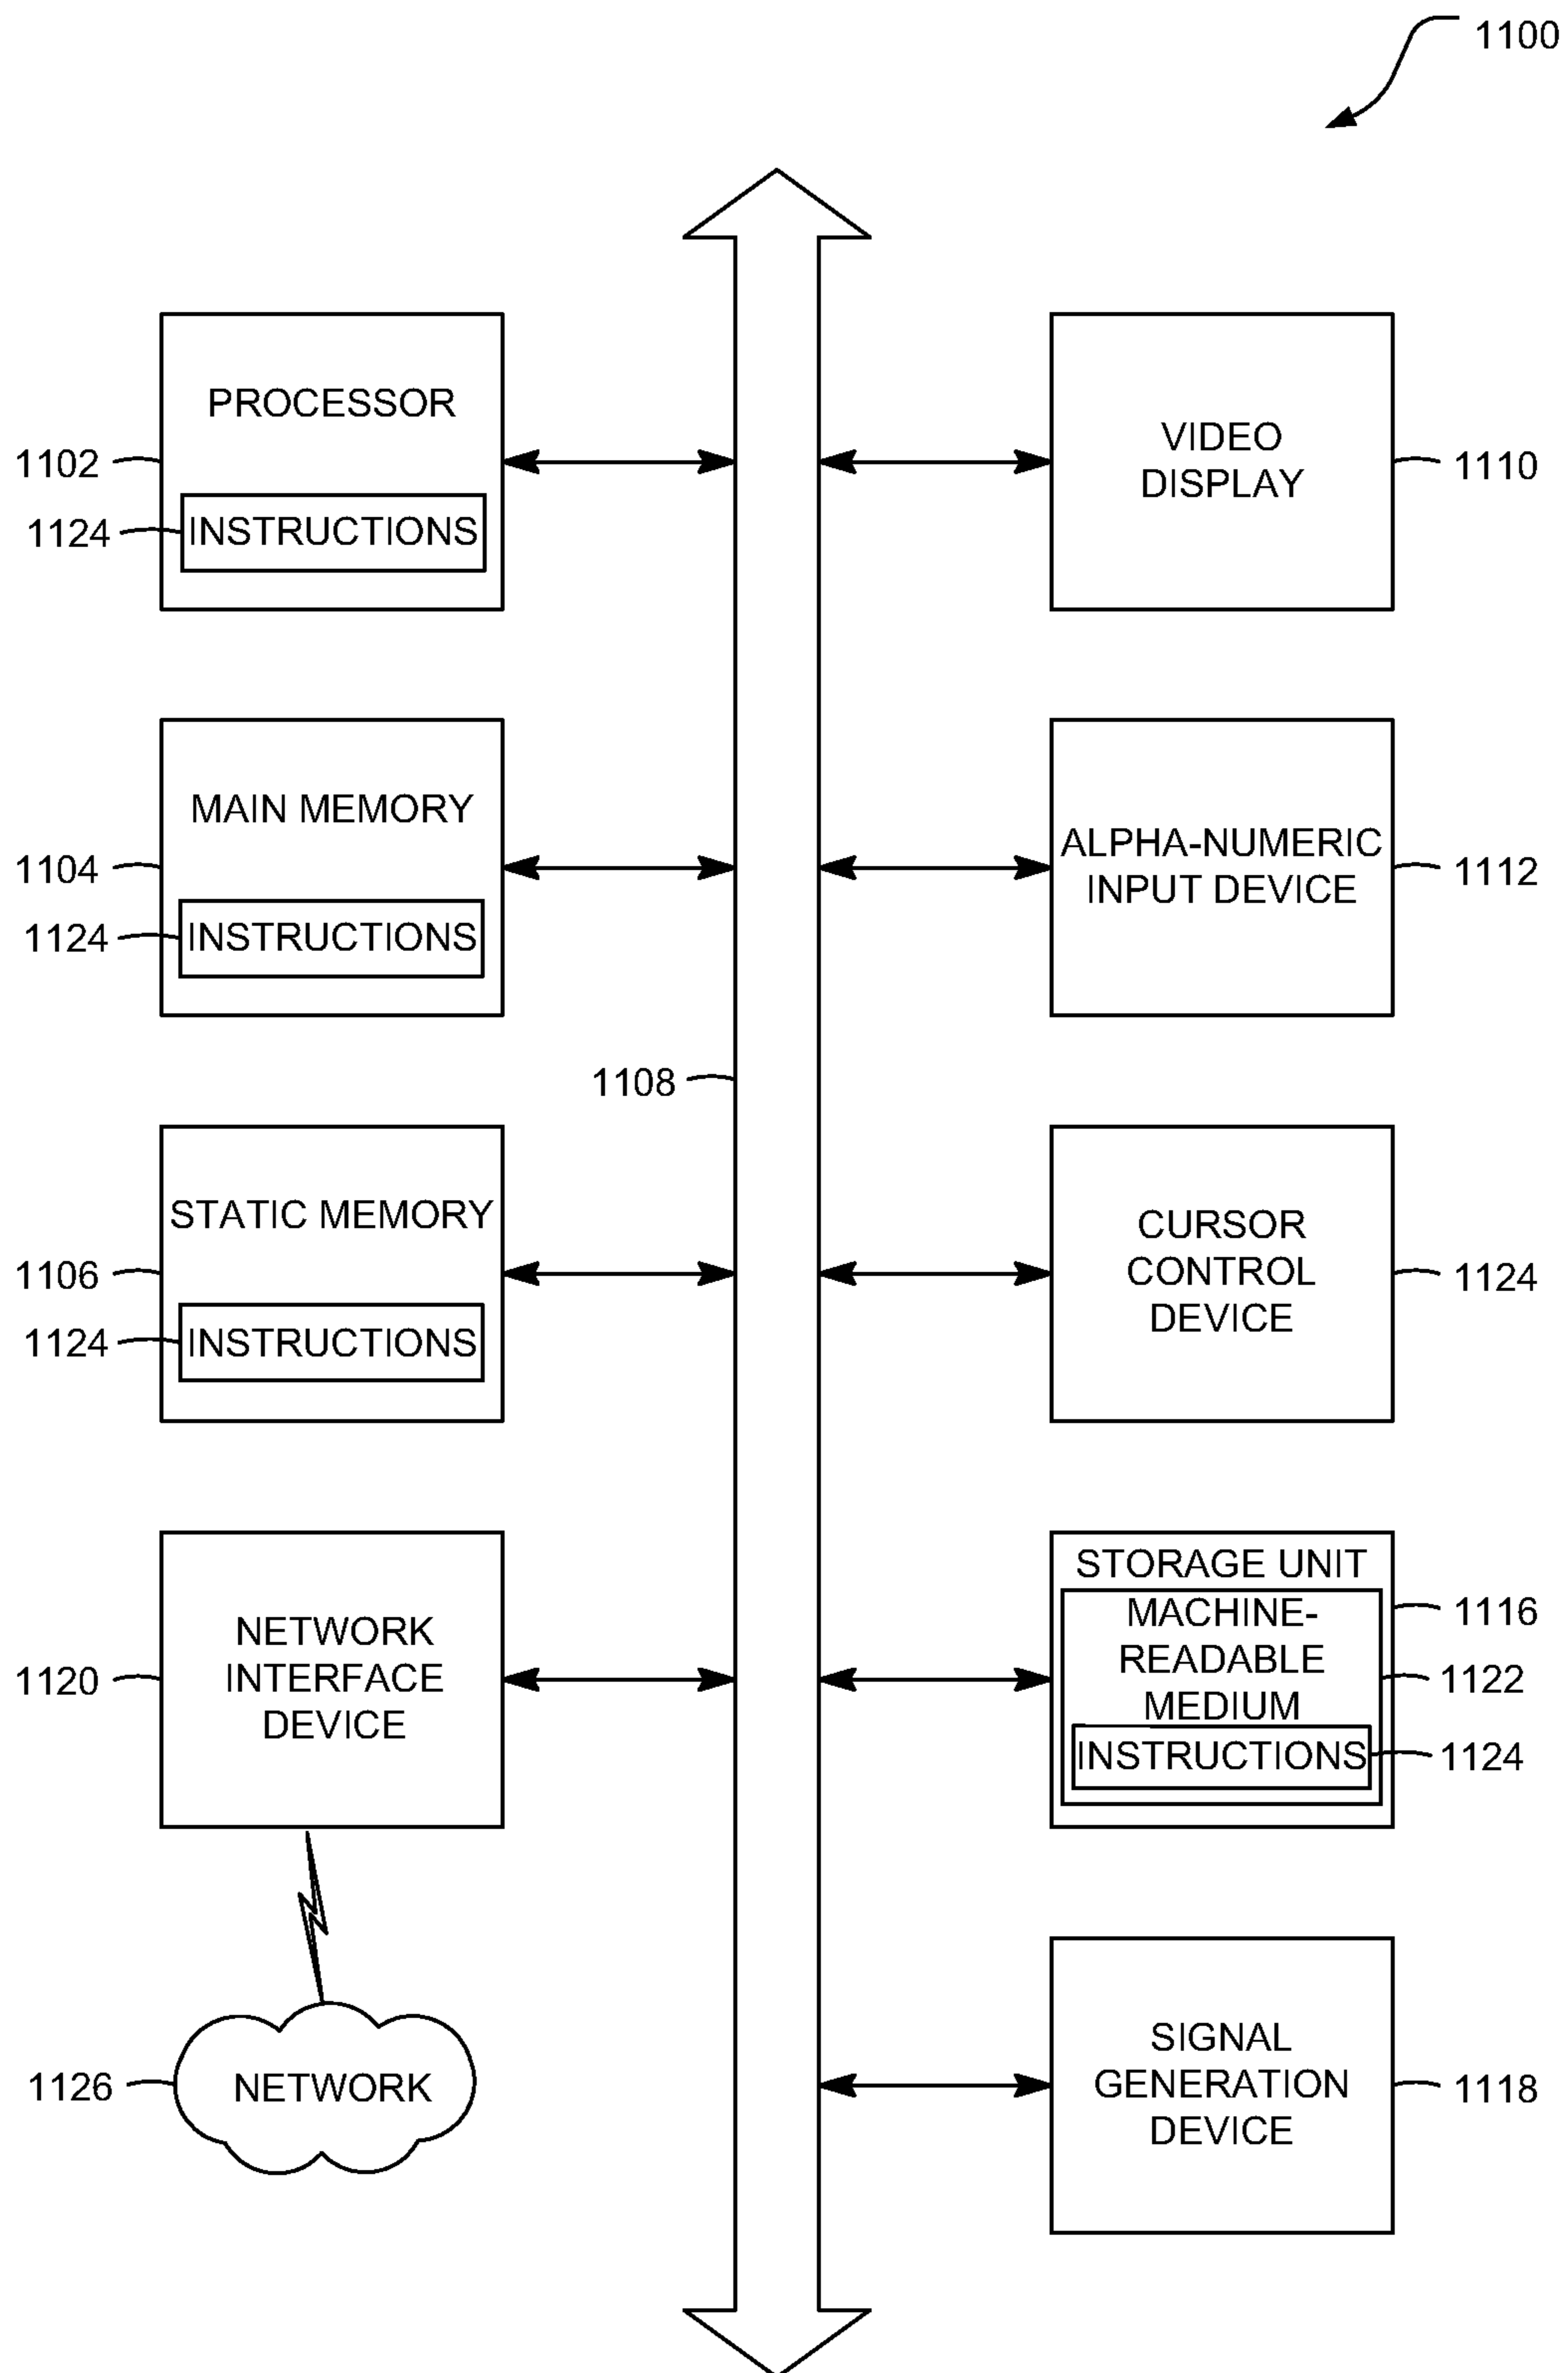 1100
PROCESSOR
1102
1124
INSTRUCTIONS
VIDEO
DISPLAY
1110
MAIN MEMORY
1104
1124
INSTRUCTIONS
ALPHA-NUMERIC
INPUT DEVICE
1112
1108
STATIC MEMORY
1106
1124
INSTRUCTIONS
CURSOR
CONTROL
DEVICE
1124
NETWORK
INTERFACE
DEVICE
1120
STORAGE UNIT
MACHINE-
READABLE
MEDIUM
INSTRUCTIONS
1116
1122
1124
1126
NETWORK
SIGNAL
GENERATION
DEVICE
1118